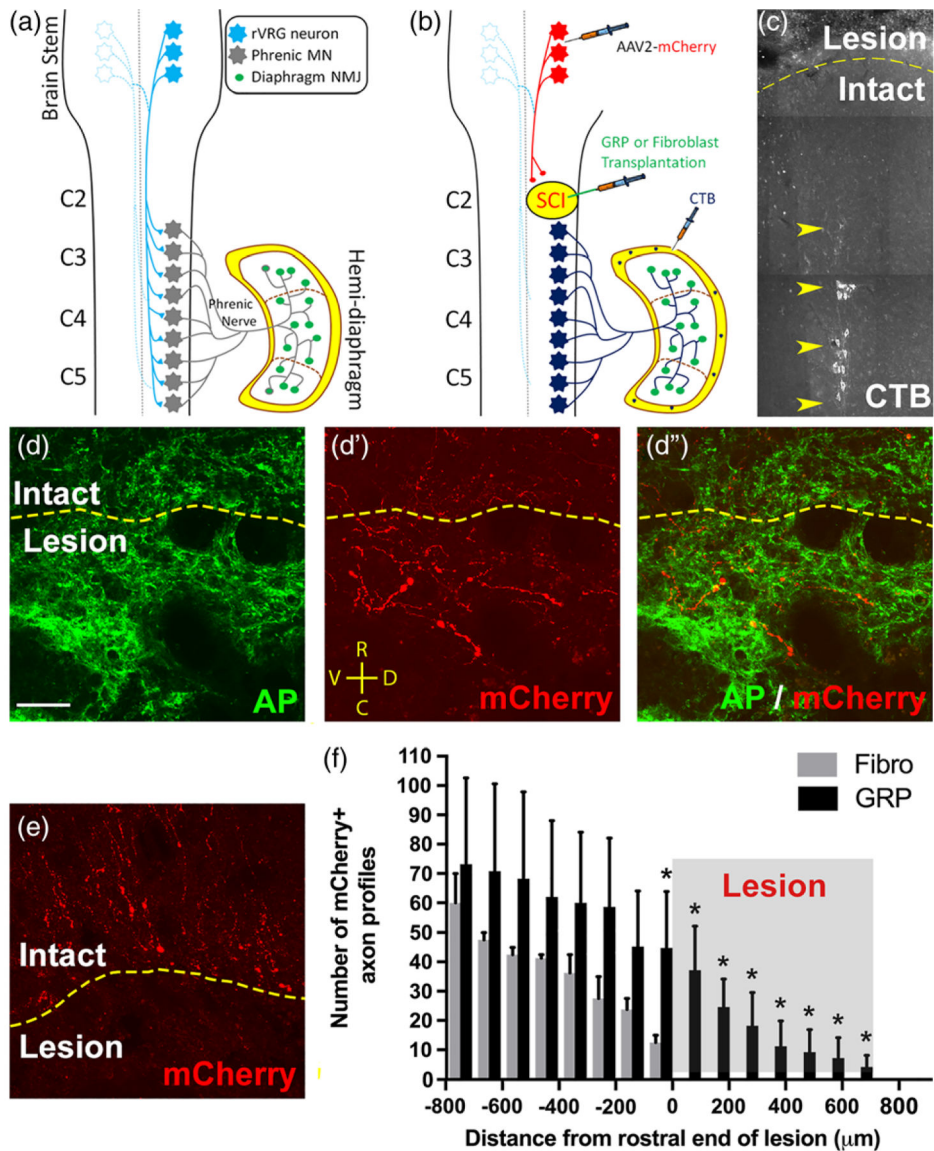 (a)
Brain Stem
rVRG neuron
Phrenic MN
Diaphragm NMJ
C2
C3
C4
C5
Phrenic
Nerve
Hemi-diaphragm
(b)
AAV2-mCherry
GRP or Fibroblast
Transplantation
SCI
CTB
C2
C3
C4
C5
(c)
Lesion
Intact
CTB
(d)
Intact
Lesion
AP
(d')
R
V D
C
mCherry
(d'')
AP / mCherry
(e)
Intact
Lesion
mCherry
(f)
Fibro
GRP
Lesion
Number of mCherry+
axon profiles
110
100
90
80
70
60
50
40
30
20
10
0
* * * * * * * *
-800 -600 -400 -200 0 200 400 600 800
Distance from rostral end of lesion (µm)